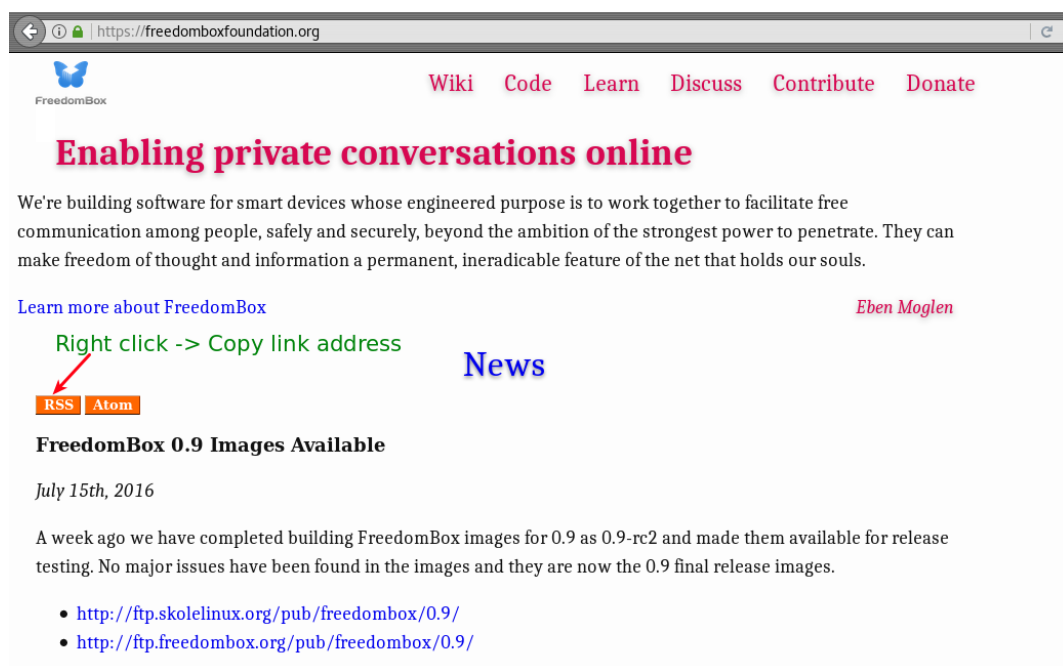 https://freedomboxfoundation.org
FreedomBox
Wiki Code Learn Discuss Contribute Donate
Enabling private conversations online
We're building software for smart devices whose engineered purpose is to work together to facilitate free
communication among people, safely and securely, beyond the ambition of the strongest power to penetrate. They can
make freedom of thought and information a permanent, ineradicable feature of the net that holds our souls.
Learn more about FreedomBox
Eben Moglen
Right click -> Copy link address
News
RSS Atom
FreedomBox 0.9 Images Available
July 15th, 2016
A week ago we have completed building FreedomBox images for 0.9 as 0.9-rc2 and made them available for release
testing. No major issues have been found in the images and they are now the 0.9 final release images.
• http://ftp.skolelinux.org/pub/freedombox/0.9/
• http://ftp.freedombox.org/pub/freedombox/0.9/